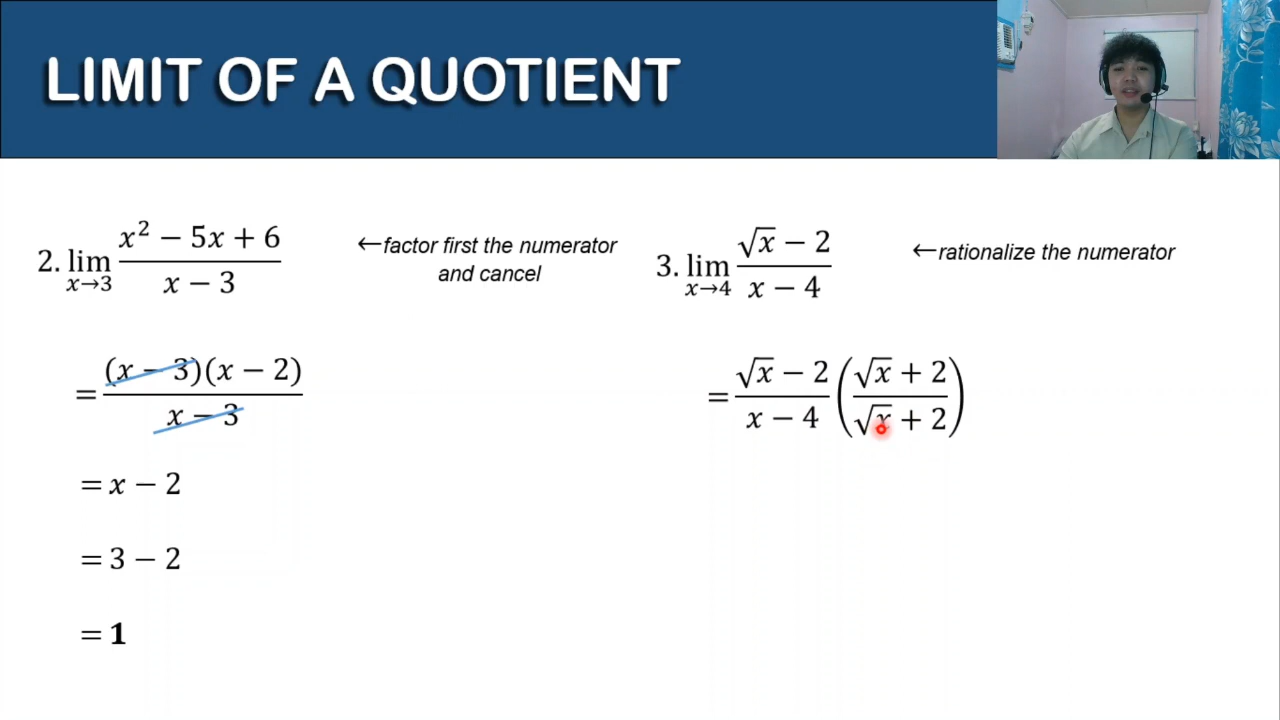 LIMIT OF A QUOTIENT
2. lim x→3 (x² − 5x + 6)/(x − 3)
←factor first the numerator
and cancel
= (x − 3)(x − 2)/(x − 3)
= x − 2
= 3 − 2
= 1
3. lim x→4 (√x − 2)/(x − 4)
←rationalize the numerator
= (√x − 2)/(x − 4) ((√x + 2)/(√x + 2))